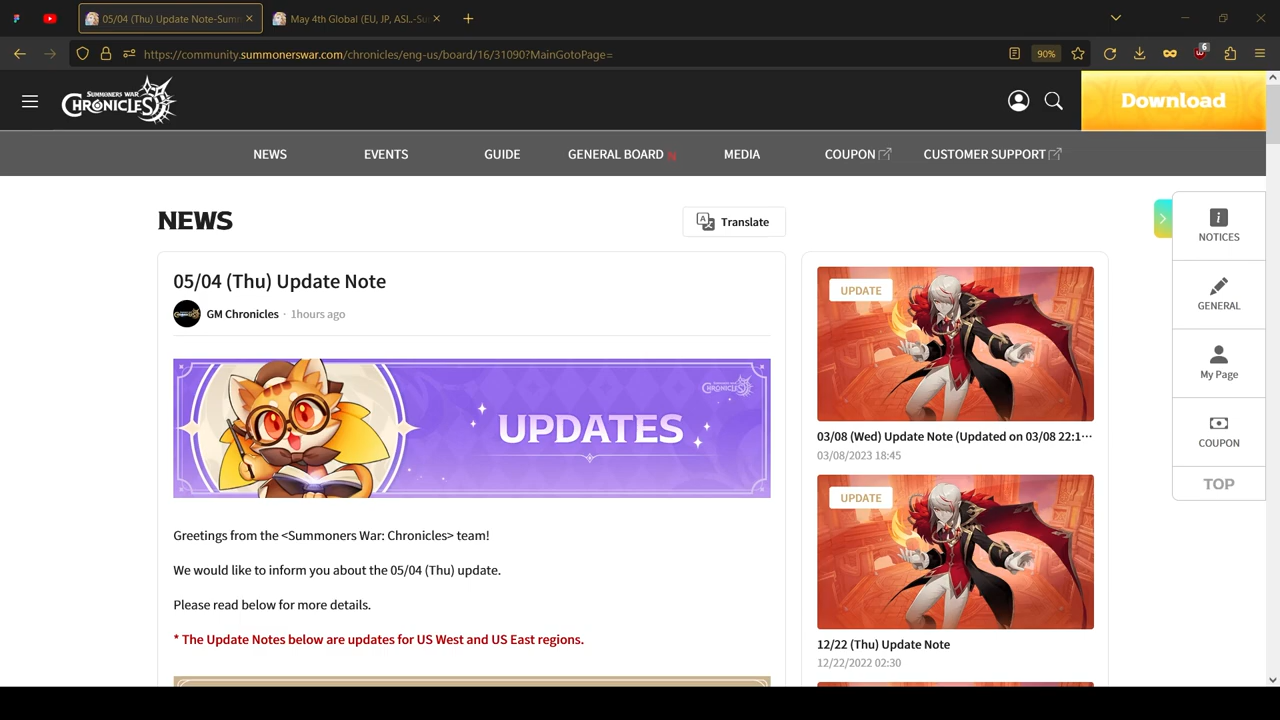 05/04 (Thu) Update Note-Summ
May 4th Global (EU, JP, ASI..-Su
https://community.summonerswar.com/chronicles/eng-us/board/16/31090?MainGotoPage=
90%
6
SUMMONERS WAR
CHRONICLES
Download
NEWS
EVENTS
GUIDE
GENERAL BOARD
MEDIA
COUPON
CUSTOMER SUPPORT
NEWS
Translate
05/04 (Thu) Update Note
GM Chronicles · 1hours ago
CHRONICLES
UPDATES
Greetings from the <Summoners War: Chronicles> team!
We would like to inform you about the 05/04 (Thu) update.
Please read below for more details.
* The Update Notes below are updates for US West and US East regions.
UPDATE
03/08 (Wed) Update Note (Updated on 03/08 22:1···
03/08/2023 18:45
UPDATE
12/22 (Thu) Update Note
12/22/2022 02:30
NOTICES
GENERAL
My Page
COUPON
TOP